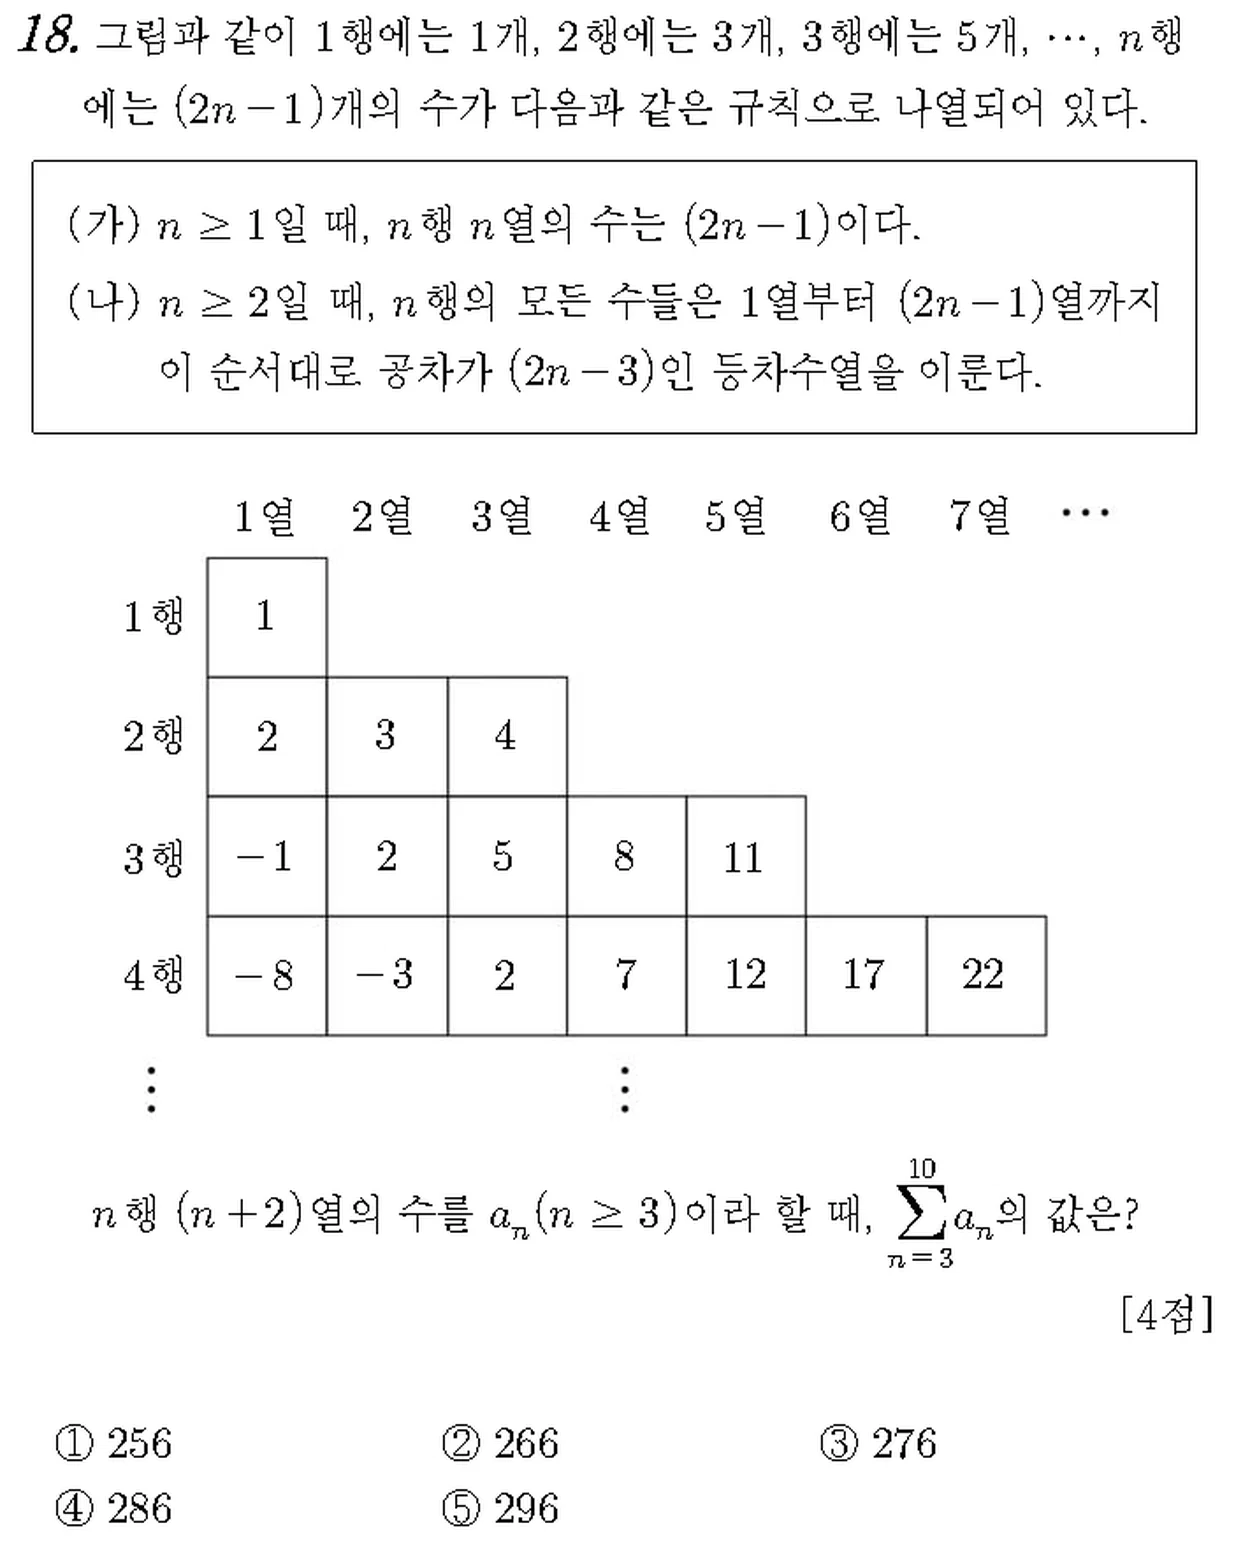 18. 그림과 같이 1행에는 1개, 2행에는 3개, 3행에는 5개, ⋯, n행
에는 (2n−1)개의 수가 다음과 같은 규칙으로 나열되어 있다.
(가) n ≥ 1일 때, n행 n열의 수는 (2n−1)이다.
(나) n ≥ 2일 때, n행의 모든 수들은 1열부터 (2n−1)열까지
이 순서대로 공차가 (2n−3)인 등차수열을 이룬다.
1열 2열 3열 4열 5열 6열 7열 ⋯
1행 1
2행 2 3 4
3행 −1 2 5 8 11
4행 −8 −3 2 7 12 17 22
⋮ ⋮
n행 (n+2)열의 수를 aₙ(n ≥ 3)이라 할 때, ∑_{n=3}^{10} aₙ의 값은?
[4점]
① 256 ② 266 ③ 276
④ 286 ⑤ 296